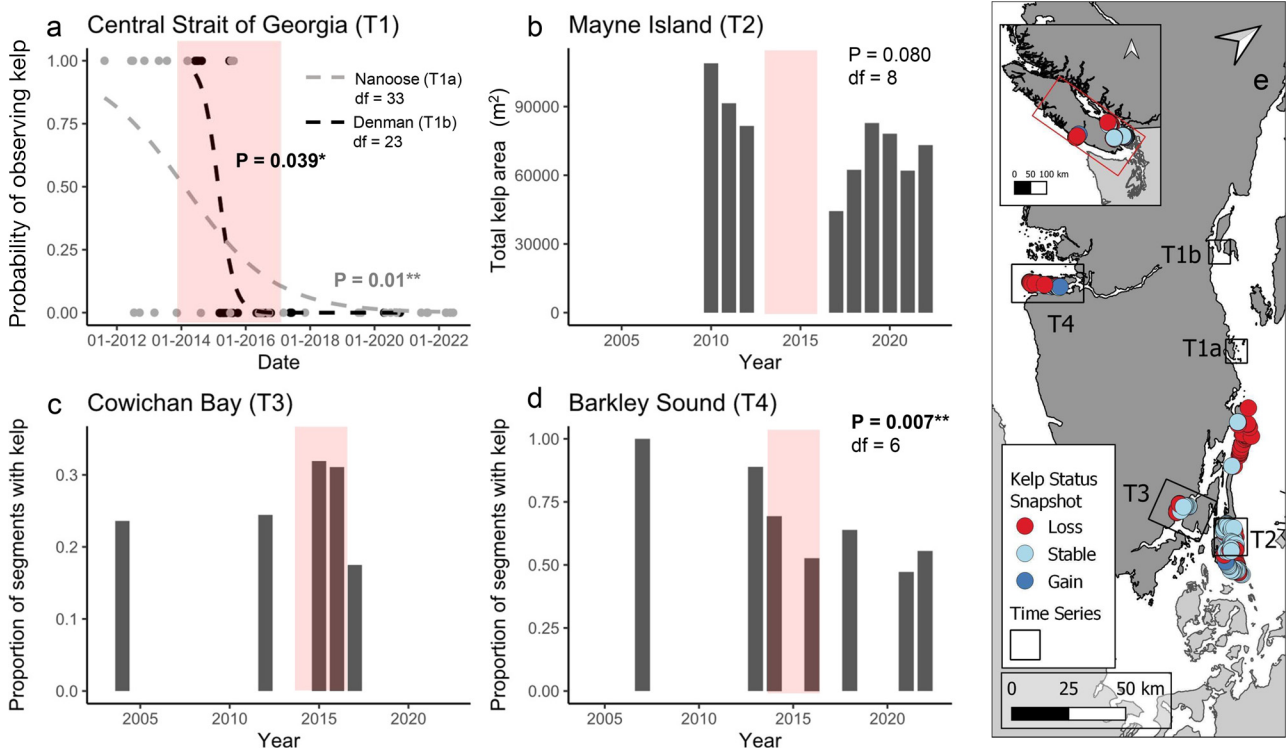 a Central Strait of Georgia (T1)
Probability of observing kelp
1.00
0.75
0.50
0.25
0.00
Nanoose (T1a)
df = 33
Denman (T1b)
df = 23
P = 0.039*
P = 0.01**
01-2012 01-2014 01-2016 01-2018 01-2020 01-2022
Date
b Mayne Island (T2)
Total kelp area (m²)
90000
60000
30000
0
P = 0.080
df = 8
2005 2010 2015 2020
Year
c Cowichan Bay (T3)
Proportion of segments with kelp
0.3
0.2
0.1
0.0
2005 2010 2015 2020
Year
d Barkley Sound (T4)
Proportion of segments with kelp
1.00
0.75
0.50
0.25
0.00
P = 0.007**
df = 6
2005 2010 2015 2020
Year
e
0 50 100 km
T1b
T4
T1a
T3
T2
Kelp Status
Snapshot
Loss
Stable
Gain
Time Series
0 25 50 km